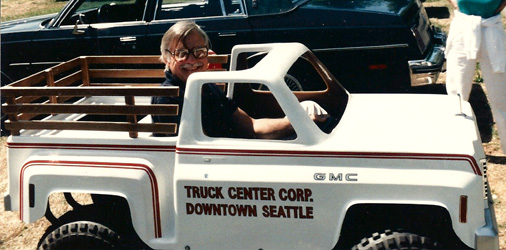 GMC
TRUCK CENTER CORP.
DOWNTOWN SEATTLE